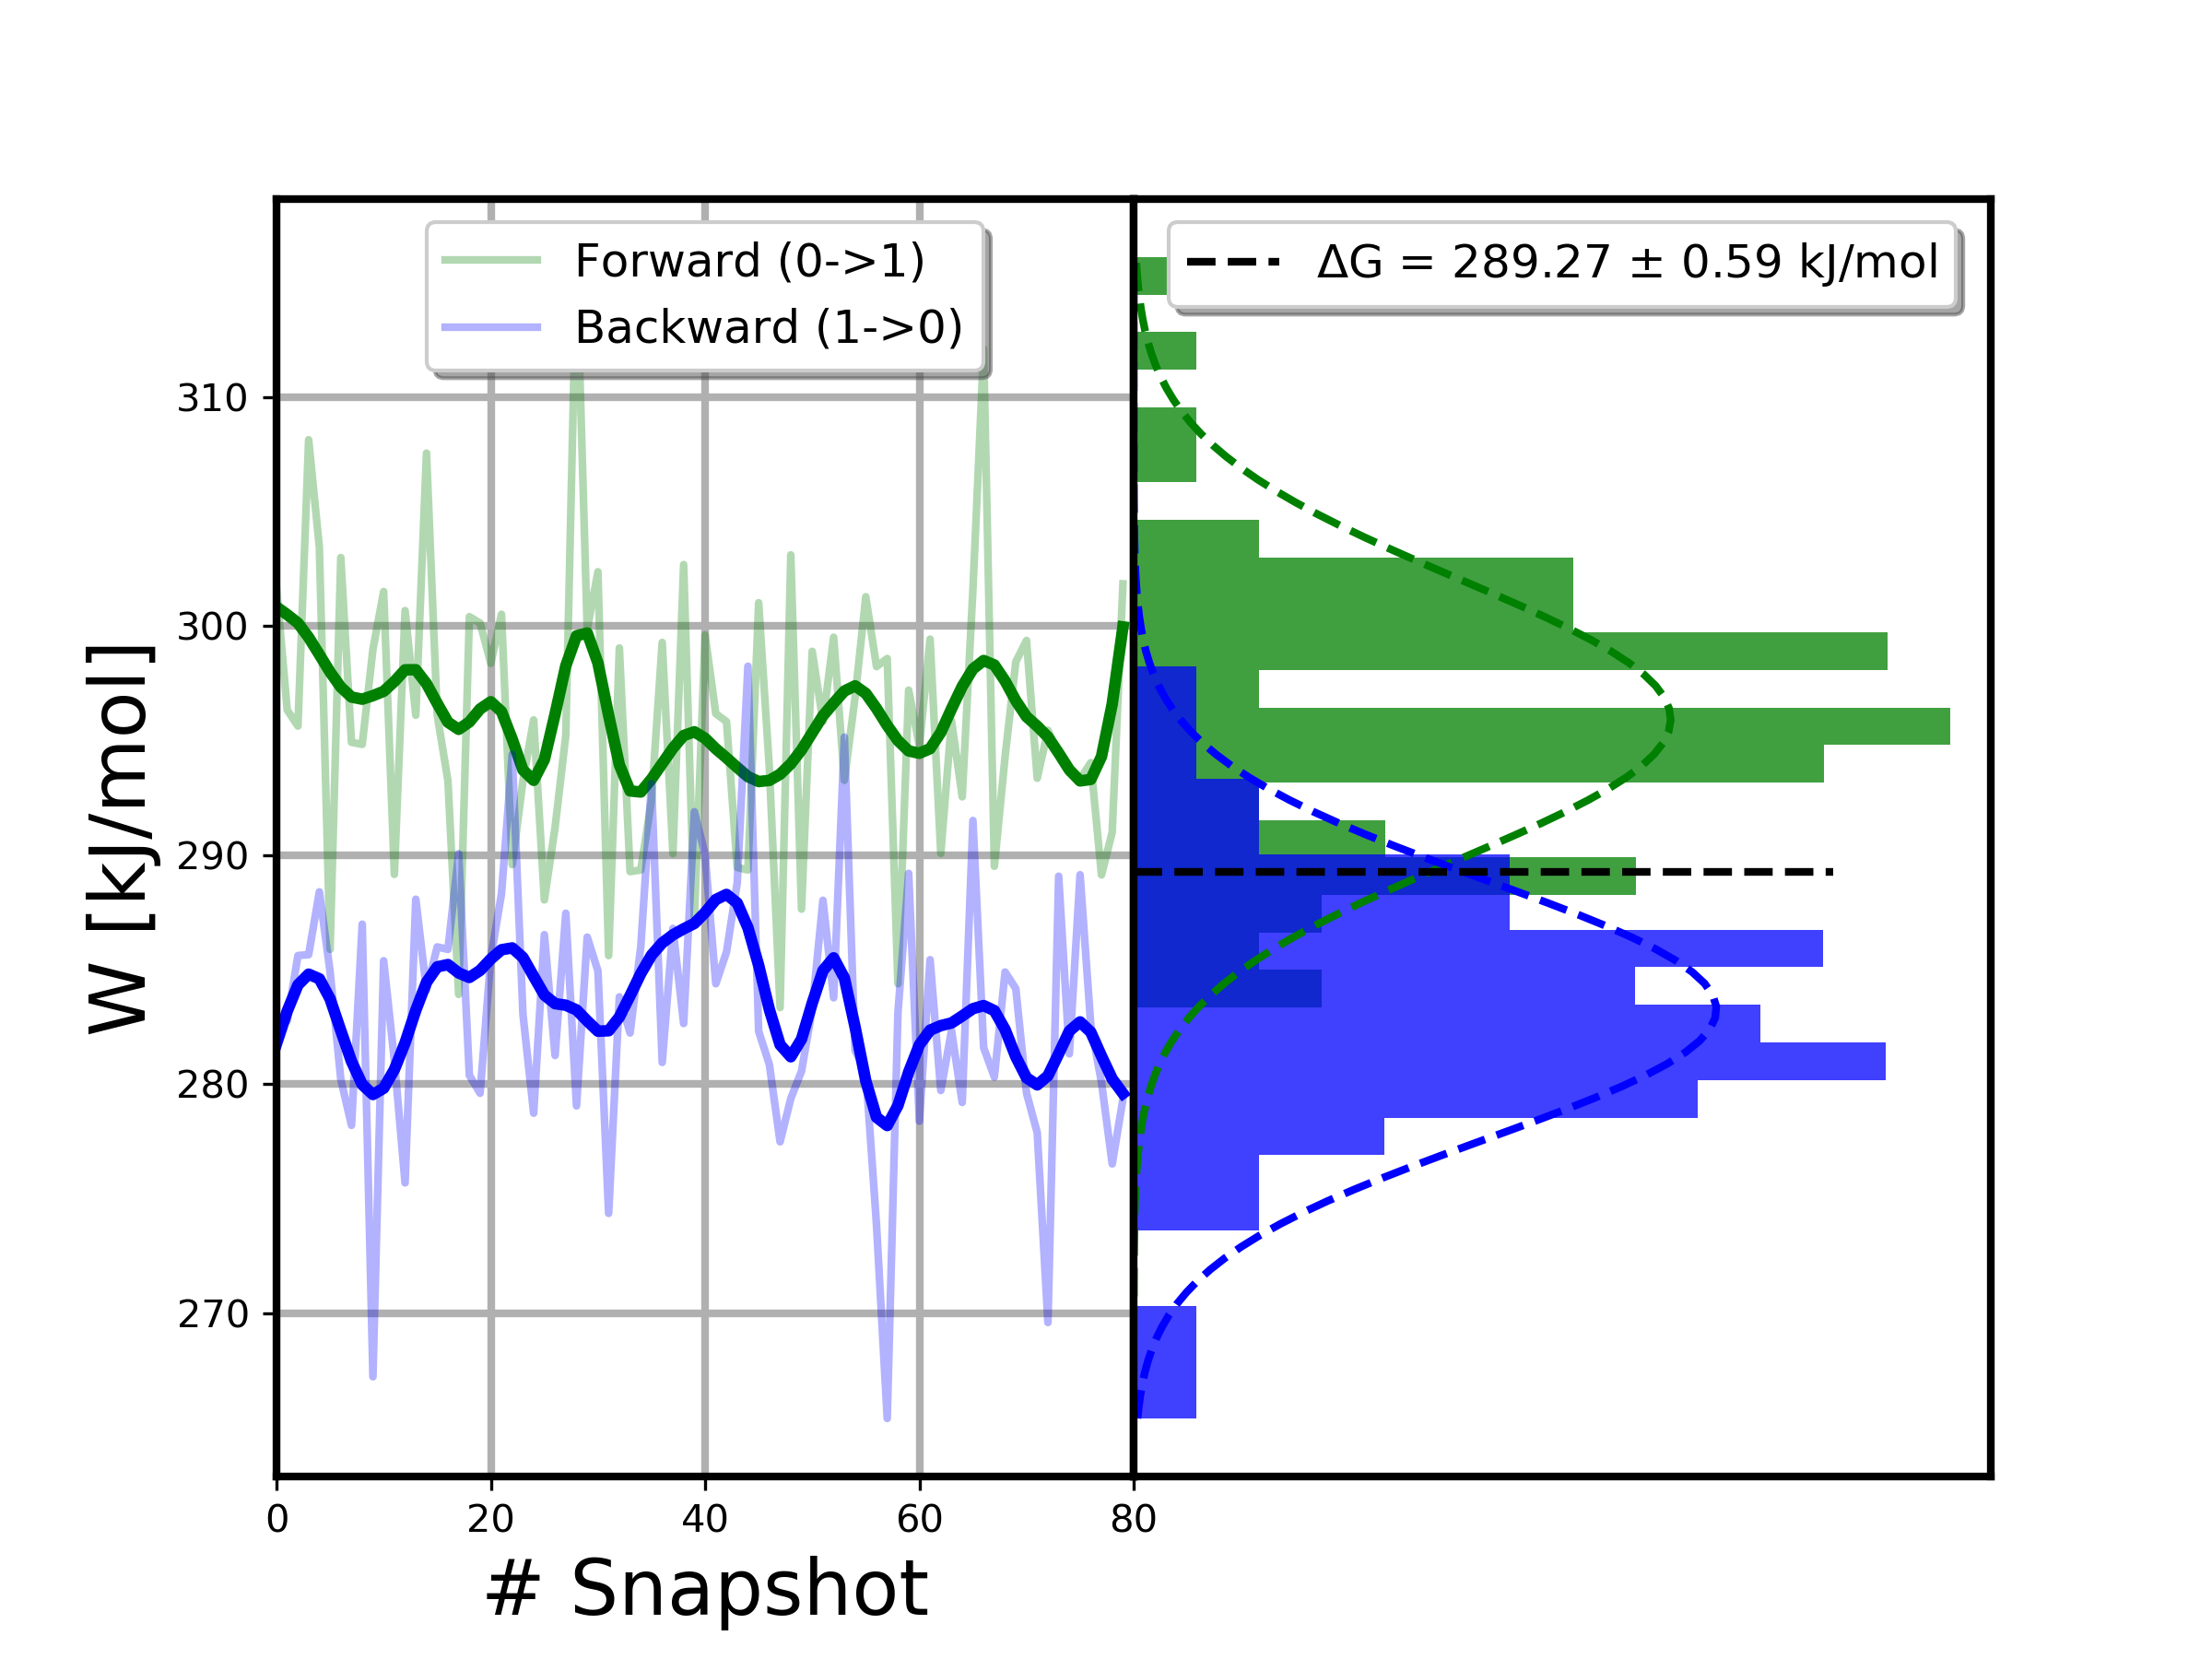 Forward (0->1)
Backward (1->0)
ΔG = 289.27 ± 0.59 kJ/mol
W [kJ/mol]
310
300
290
280
270
0 20 40 60 80
# Snapshot